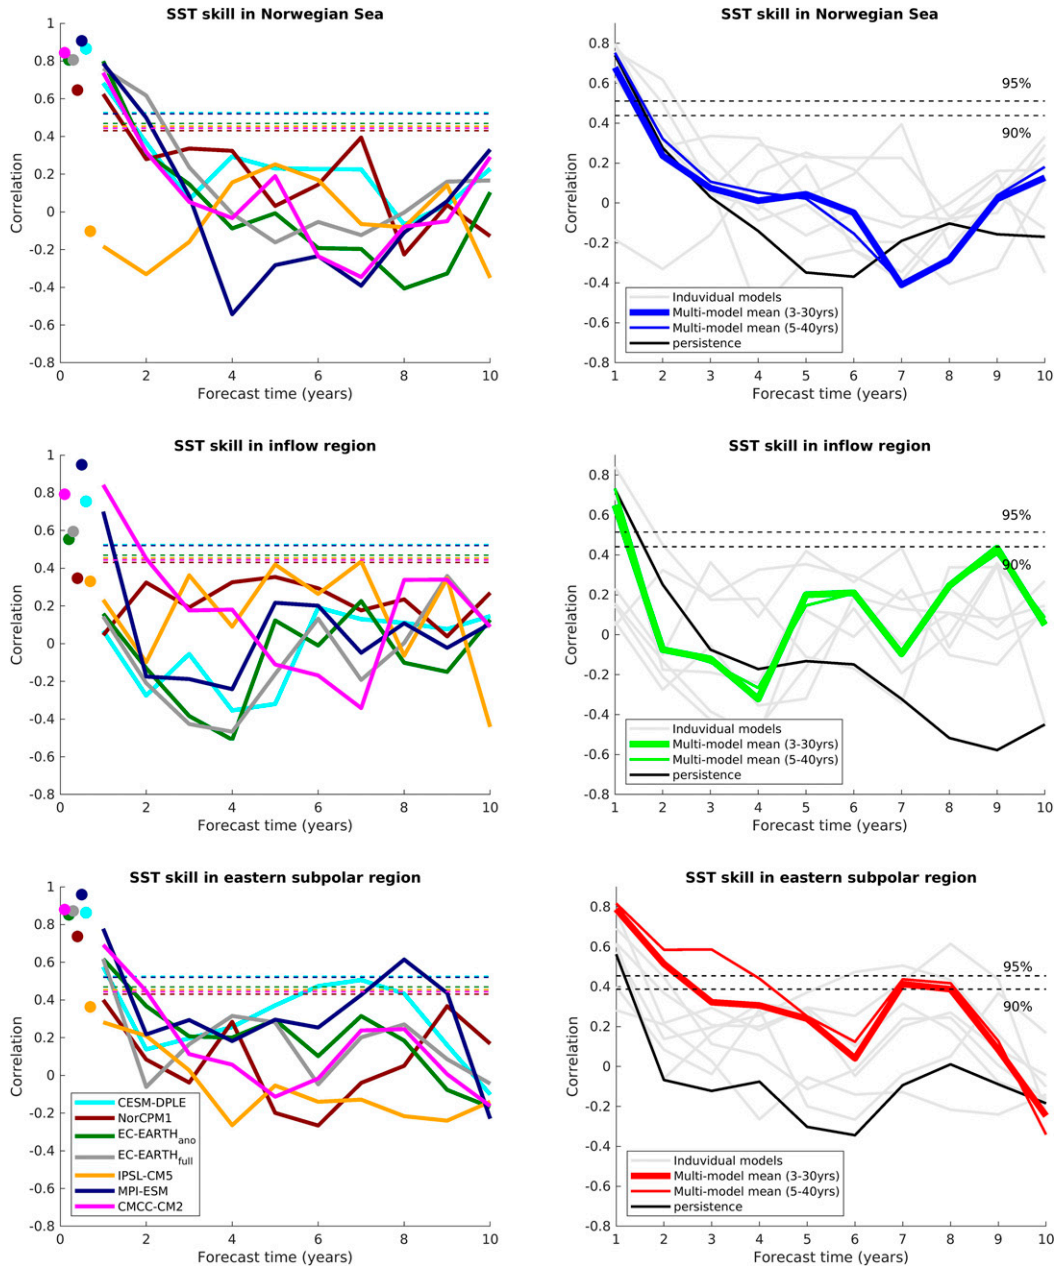 SST skill in Norwegian Sea
1
0.8
0.6
0.4
0.2
0
-0.2
-0.4
-0.6
-0.8
Correlation
0 2 4 6 8 10
Forecast time (years)
SST skill in Norwegian Sea
0.8
0.6
0.4
0.2
0
-0.2
-0.4
-0.6
-0.8
Correlation
95%
90%
Induvidual models
Multi-model mean (3-30yrs)
Multi-model mean (5-40yrs)
persistence
1 2 3 4 5 6 7 8 9 10
Forecast time (years)
SST skill in inflow region
1
0.8
0.6
0.4
0.2
0
-0.2
-0.4
-0.6
-0.8
Correlation
0 2 4 6 8 10
Forecast time (years)
SST skill in inflow region
0.8
0.6
0.4
0.2
0
-0.2
-0.4
-0.6
-0.8
Correlation
95%
90%
Induvidual models
Multi-model mean (3-30yrs)
Multi-model mean (5-40yrs)
persistence
1 2 3 4 5 6 7 8 9 10
Forecast time (years)
SST skill in eastern subpolar region
1
0.8
0.6
0.4
0.2
0
-0.2
-0.4
-0.6
-0.8
Correlation
CESM-DPLE
NorCPM1
EC-EARTHano
EC-EARTHfull
IPSL-CM5
MPI-ESM
CMCC-CM2
0 2 4 6 8 10
Forecast time (years)
SST skill in eastern subpolar region
0.8
0.6
0.4
0.2
0
-0.2
-0.4
-0.6
-0.8
Correlation
95%
90%
Induvidual models
Multi-model mean (3-30yrs)
Multi-model mean (5-40yrs)
persistence
1 2 3 4 5 6 7 8 9 10
Forecast time (years)